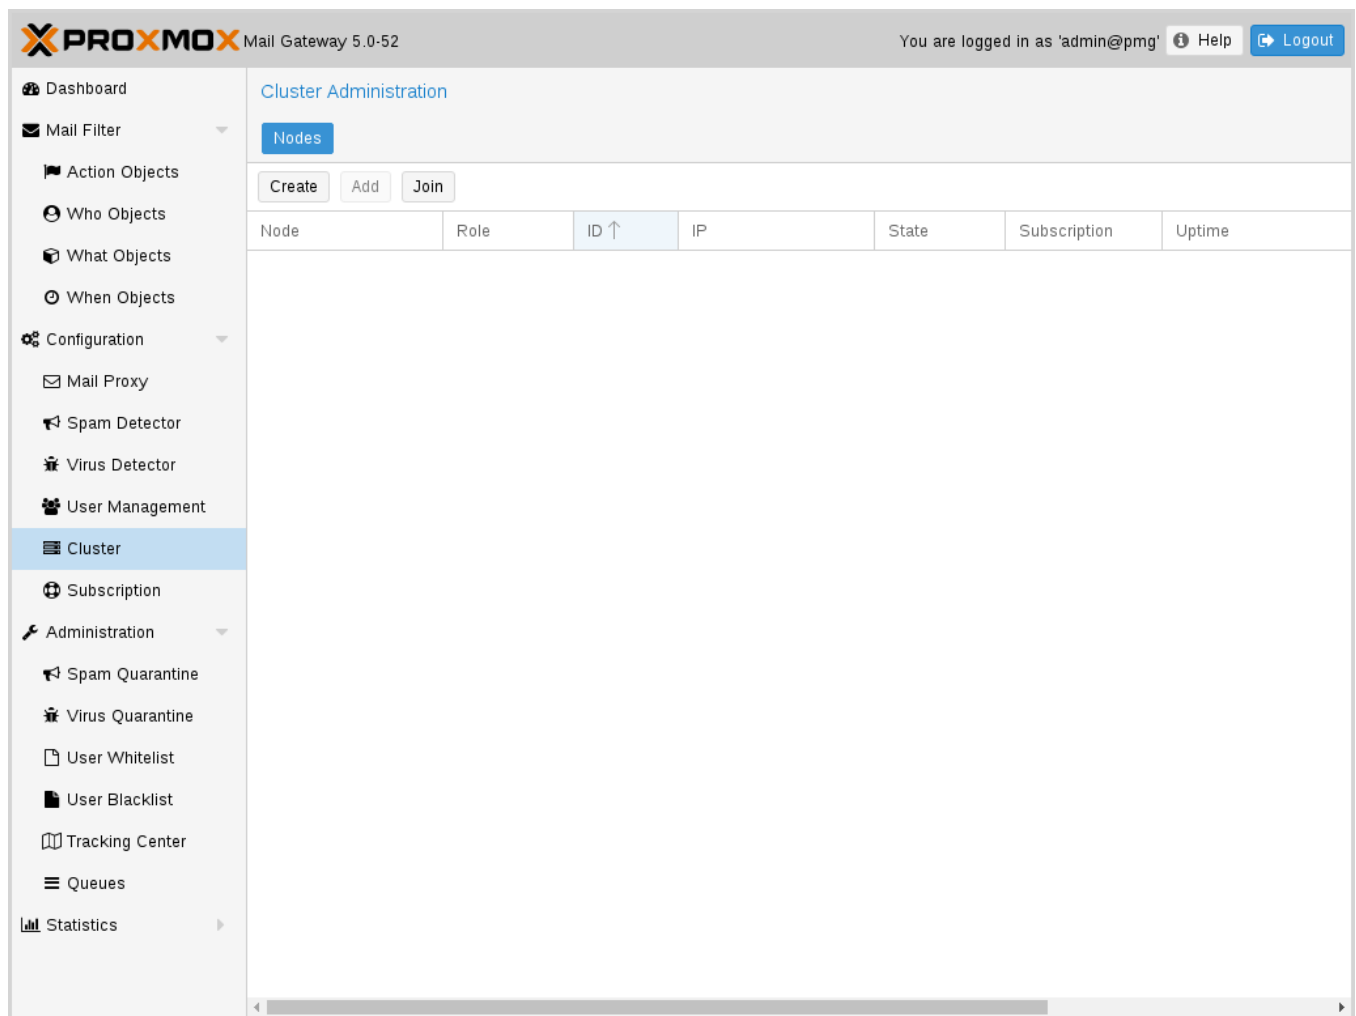 PROXMOX Mail Gateway 5.0-52 You are logged in as 'admin@pmg' Help Logout
Dashboard
Mail Filter
Action Objects
Who Objects
What Objects
When Objects
Configuration
Mail Proxy
Spam Detector
Virus Detector
User Management
Cluster
Subscription
Administration
Spam Quarantine
Virus Quarantine
User Whitelist
User Blacklist
Tracking Center
Queues
Statistics
Cluster Administration
Nodes
Create Add Join
Node Role ID IP State Subscription Uptime